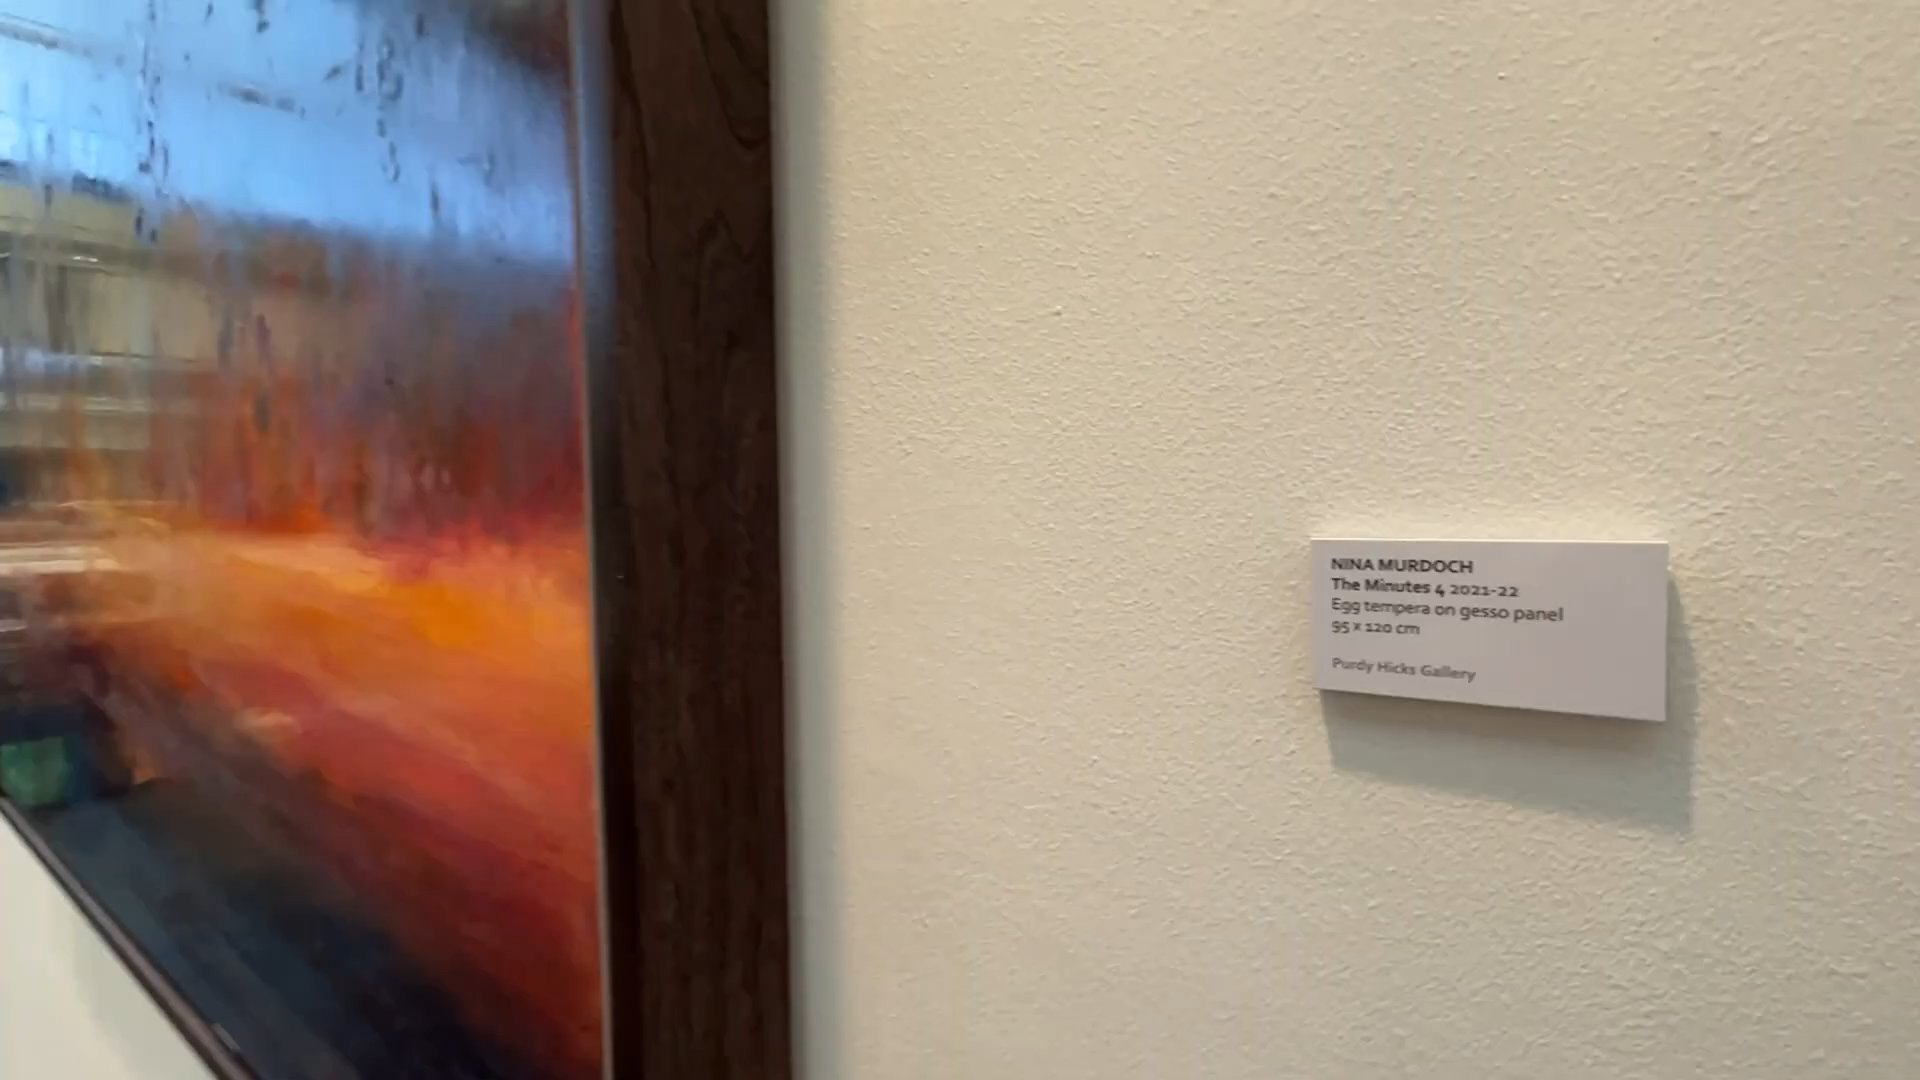 NINA MURDOCH
The Minutes 4 2021-22
Egg tempera on gesso panel
95 x 120 cm
Purdy Hicks Gallery